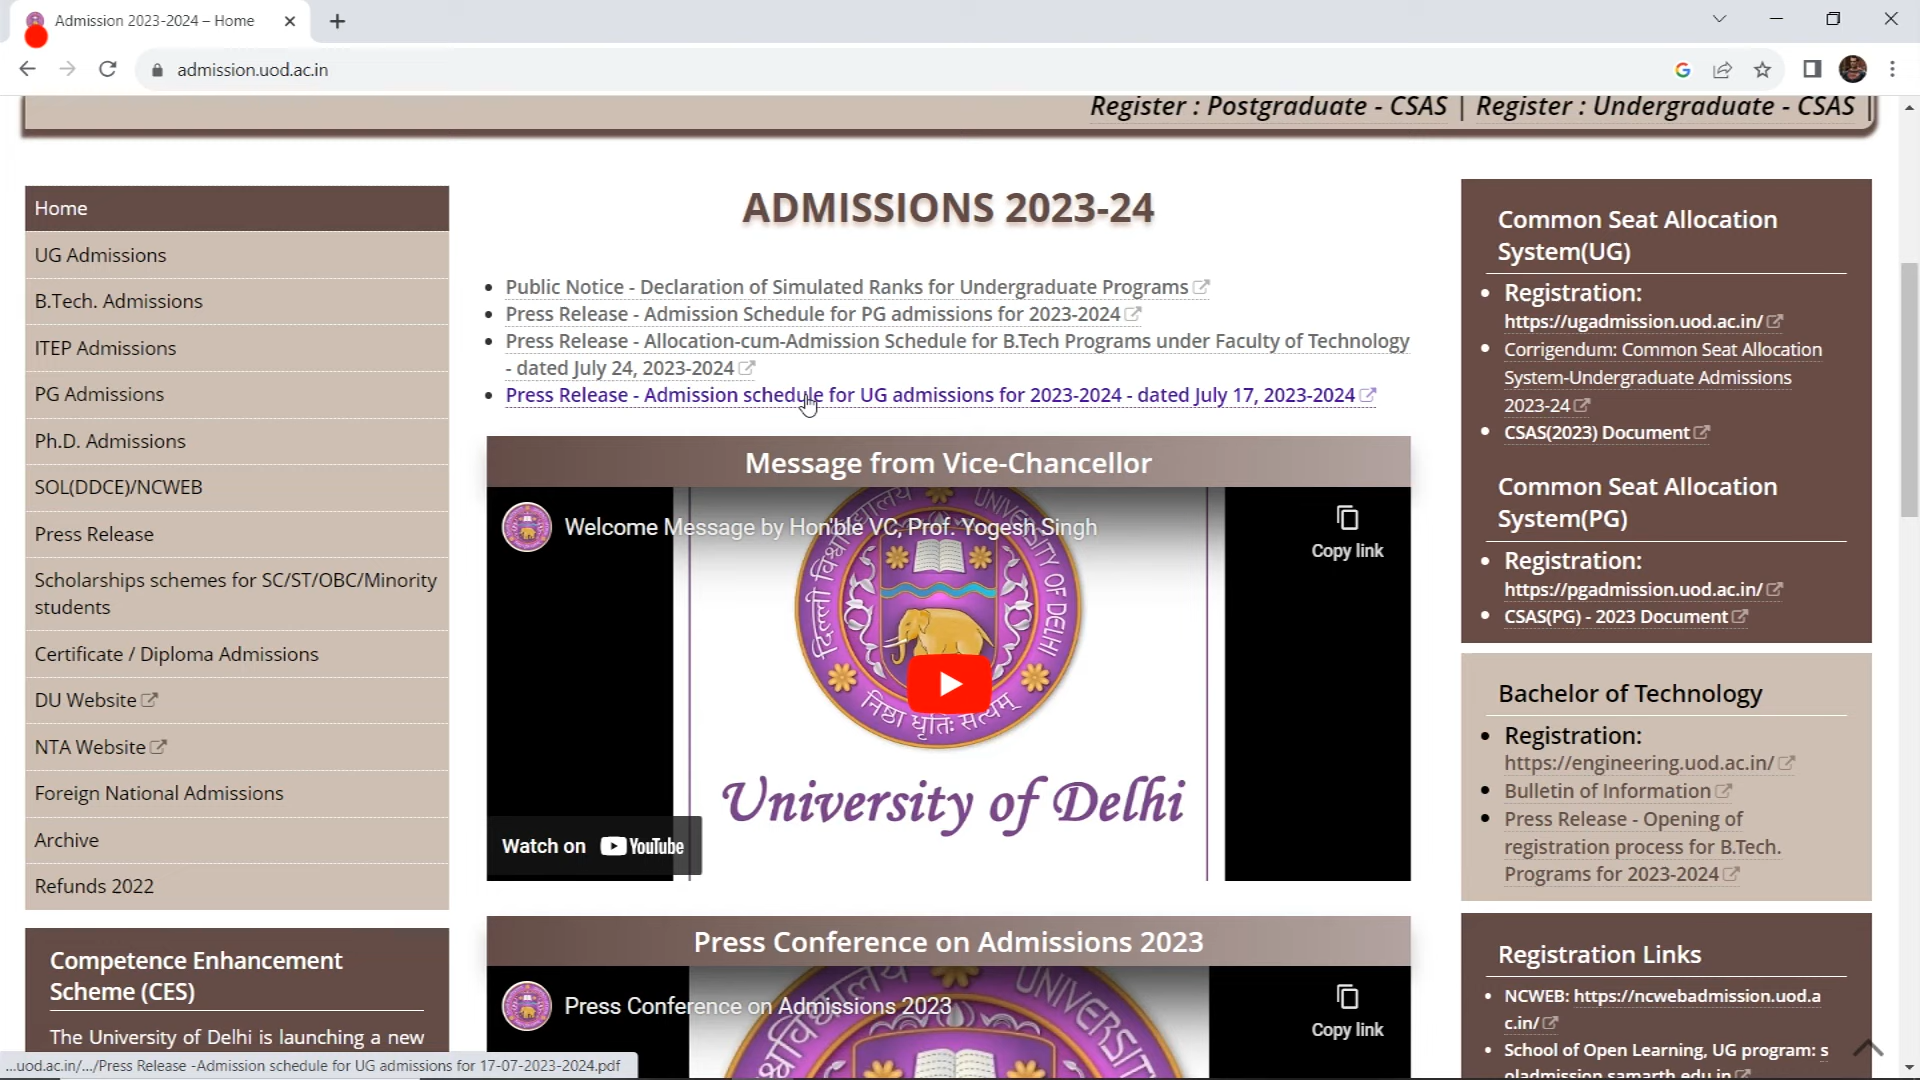 Admission 2023-2024 – Home
admission.uod.ac.in
Register : Postgraduate - CSAS | Register : Undergraduate - CSAS |
Home
UG Admissions
B.Tech. Admissions
ITEP Admissions
PG Admissions
Ph.D. Admissions
SOL(DDCE)/NCWEB
Press Release
Scholarships schemes for SC/ST/OBC/Minority
students
Certificate / Diploma Admissions
DU Website
NTA Website
Foreign National Admissions
Archive
Refunds 2022
Competence Enhancement
Scheme (CES)
The University of Delhi is launching a new
ADMISSIONS 2023-24
Public Notice - Declaration of Simulated Ranks for Undergraduate Programs
Press Release - Admission Schedule for PG admissions for 2023-2024
Press Release - Allocation-cum-Admission Schedule for B.Tech Programs under Faculty of Technology
- dated July 24, 2023-2024
Press Release - Admission schedule for UG admissions for 2023-2024 - dated July 17, 2023-2024
Message from Vice-Chancellor
Welcome Message by Hon'ble VC, Prof. Yogesh Singh
Copy link
दिल्ली विश्वविद्यालय
UNIVERSITY OF DELHI
निष्ठा धृतिः सत्यम्
University of Delhi
Watch on YouTube
Press Conference on Admissions 2023
Press Conference on Admissions 2023
Copy link
Common Seat Allocation
System(UG)
Registration:
https://ugadmission.uod.ac.in/
Corrigendum: Common Seat Allocation
System-Undergraduate Admissions
2023-24
CSAS(2023) Document
Common Seat Allocation
System(PG)
Registration:
https://pgadmission.uod.ac.in/
CSAS(PG) - 2023 Document
Bachelor of Technology
Registration:
https://engineering.uod.ac.in/
Bulletin of Information
Press Release - Opening of
registration process for B.Tech.
Programs for 2023-2024
Registration Links
NCWEB: https://ncwebadmission.uod.a
c.in/
School of Open Learning, UG program: s
oladmission.samarth.edu.in
...uod.ac.in/.../Press Release -Admission schedule for UG admissions for 17-07-2023-2024.pdf